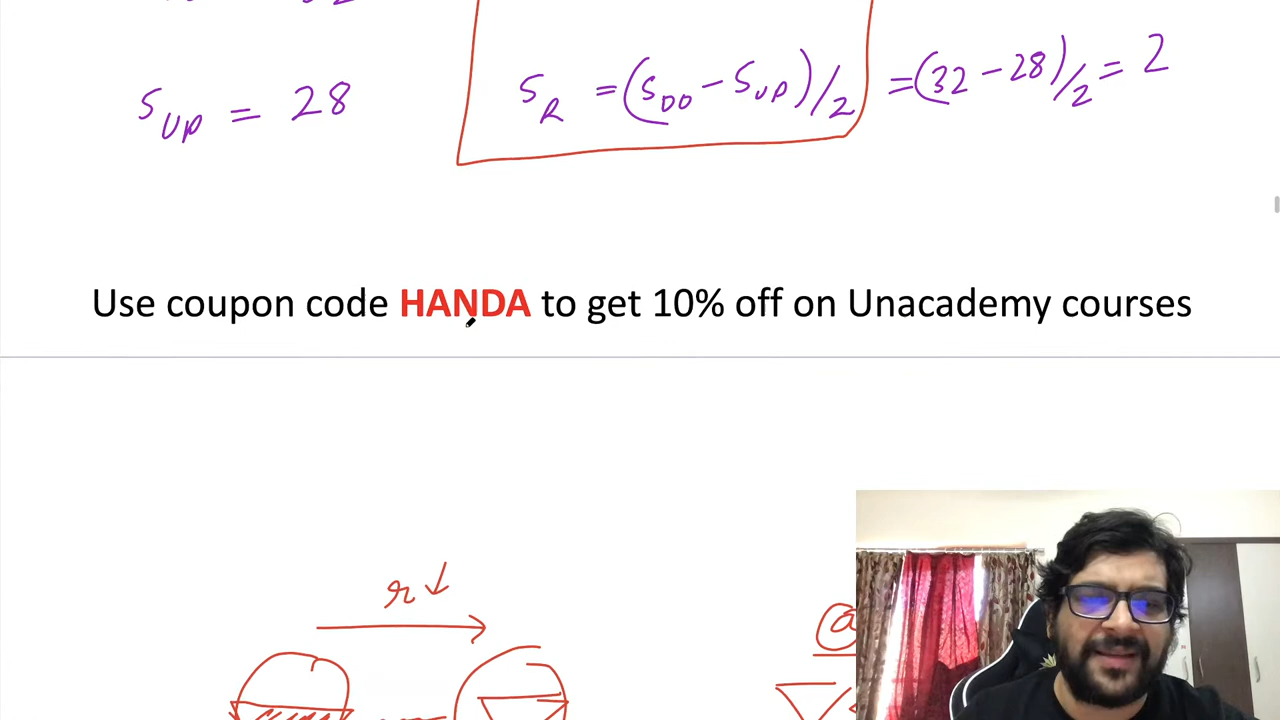 S_UP = 28
S_R = (S_DO - S_UP)/2 = (32 - 28)/2 = 2
Use coupon code HANDA to get 10% off on Unacademy courses
r↓